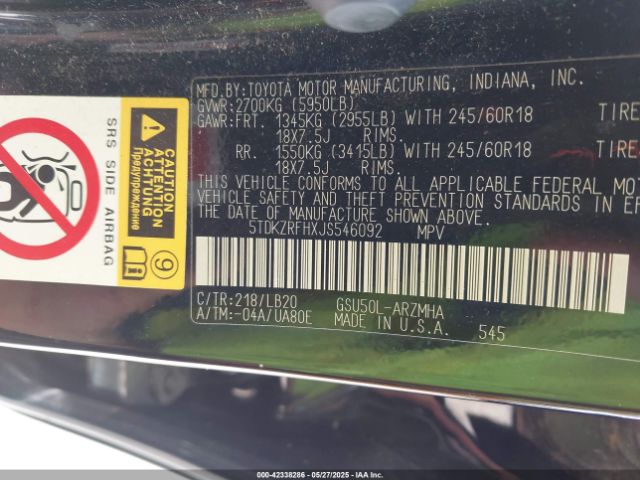 MFD.BY:TOYOTA MOTOR MANUFACTURING, INDIANA, INC.
GVWR:2700KG (5950LB)
GAWR:FRT. 1345KG (2955LB) WITH 245/60R18 TIRE
18X7.5J RIMS.
RR. 1550KG (3415LB) WITH 245/60R18 TIRE
18X7.5J RIMS.
THIS VEHICLE CONFORMS TO ALL APPLICABLE FEDERAL MOT
VEHICLE SAFETY AND THEFT PREVENTION STANDARDS IN EF
DATE OF MANUFACTURE SHOWN ABOVE.
5TDKZRFHXJS546092 MPV
C/TR:218/LB20 GSU50L-ARZMHA
A/TM:-04A/UA80E MADE IN U.S.A. 545
SRS SIDE AIRBAG
ATTENTION
ACHTUNG
Предупреждение
9
000-42338286 - 05/27/2025 - IAAI.COM